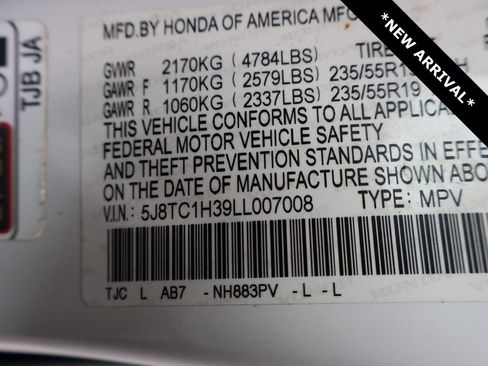 MFD.BY HONDA OF AMERICA MFG
*NEW ARRIVAL*
TJB JA
GVWR 2170KG (4784LBS) TIRE
GAWR F 1170KG (2579LBS) 235/55R19 H
GAWR R 1060KG (2337LBS) 235/55R19
THIS VEHICLE CONFORMS TO ALL APPLICA
FEDERAL MOTOR VEHICLE SAFETY
AND THEFT PREVENTION STANDARDS IN EFFE
ON DATE OF MANUFACTURE SHOWN ABO
V.I.N.: 5J8TC1H39LL007008 TYPE: MPV
TJC L AB7 -NH883PV -L -L